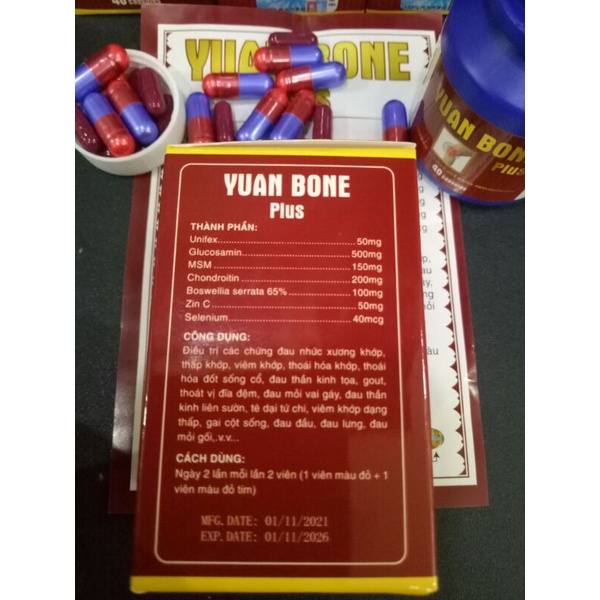 YUAN BONE
YUAN BONE
Plus
40 CAPSULES
YUAN BONE
Plus
THÀNH PHẦN:
Unifex........................................50mg
Glucosamin................................500mg
MSM..........................................150mg
Chondroitin................................200mg
Boswellia serrata 65%................100mg
Zin C..........................................50mg
Selenium....................................40mcg
CÔNG DỤNG:
Điều trị các chứng đau nhức xương khớp,
thấp khớp, viêm khớp, thoái hóa khớp, thoái
hóa đốt sống cổ, đau thần kinh tọa, gout,
thoát vị đĩa đệm, đau mỏi vai gáy, đau thần
kinh liên sườn, tê dại tứ chi, viêm khớp dạng
thấp, gai cột sống, đau đầu, đau lưng, đau
mỏi gối,.v.v...
CÁCH DÙNG:
Ngày 2 lần mỗi lần 2 viên (1 viên màu đỏ + 1
viên màu đỏ tím)
MFG. DATE: 01/11/2021
EXP. DATE: 01/11/2026